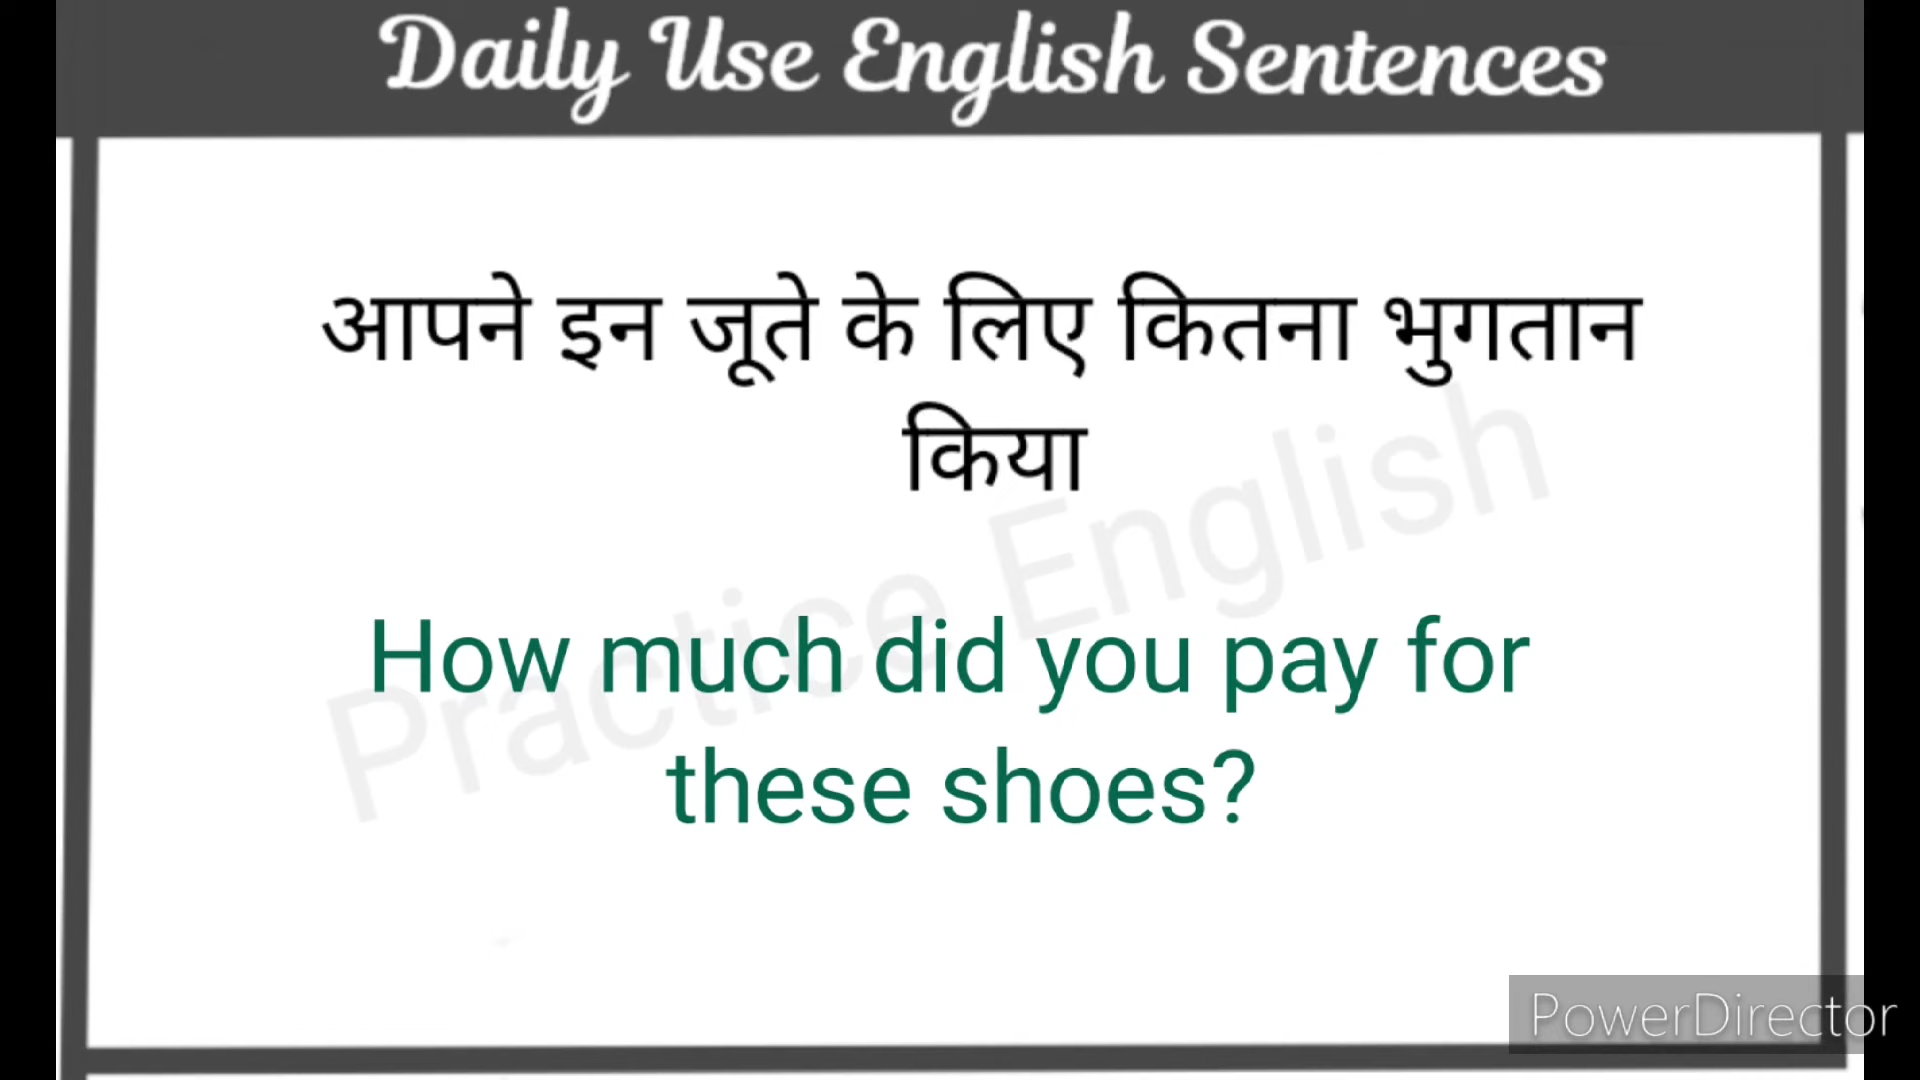 Daily Use English Sentences
आपने इन जूते के लिए कितना भुगतान
किया
Practice English
How much did you pay for
these shoes?
PowerDirector